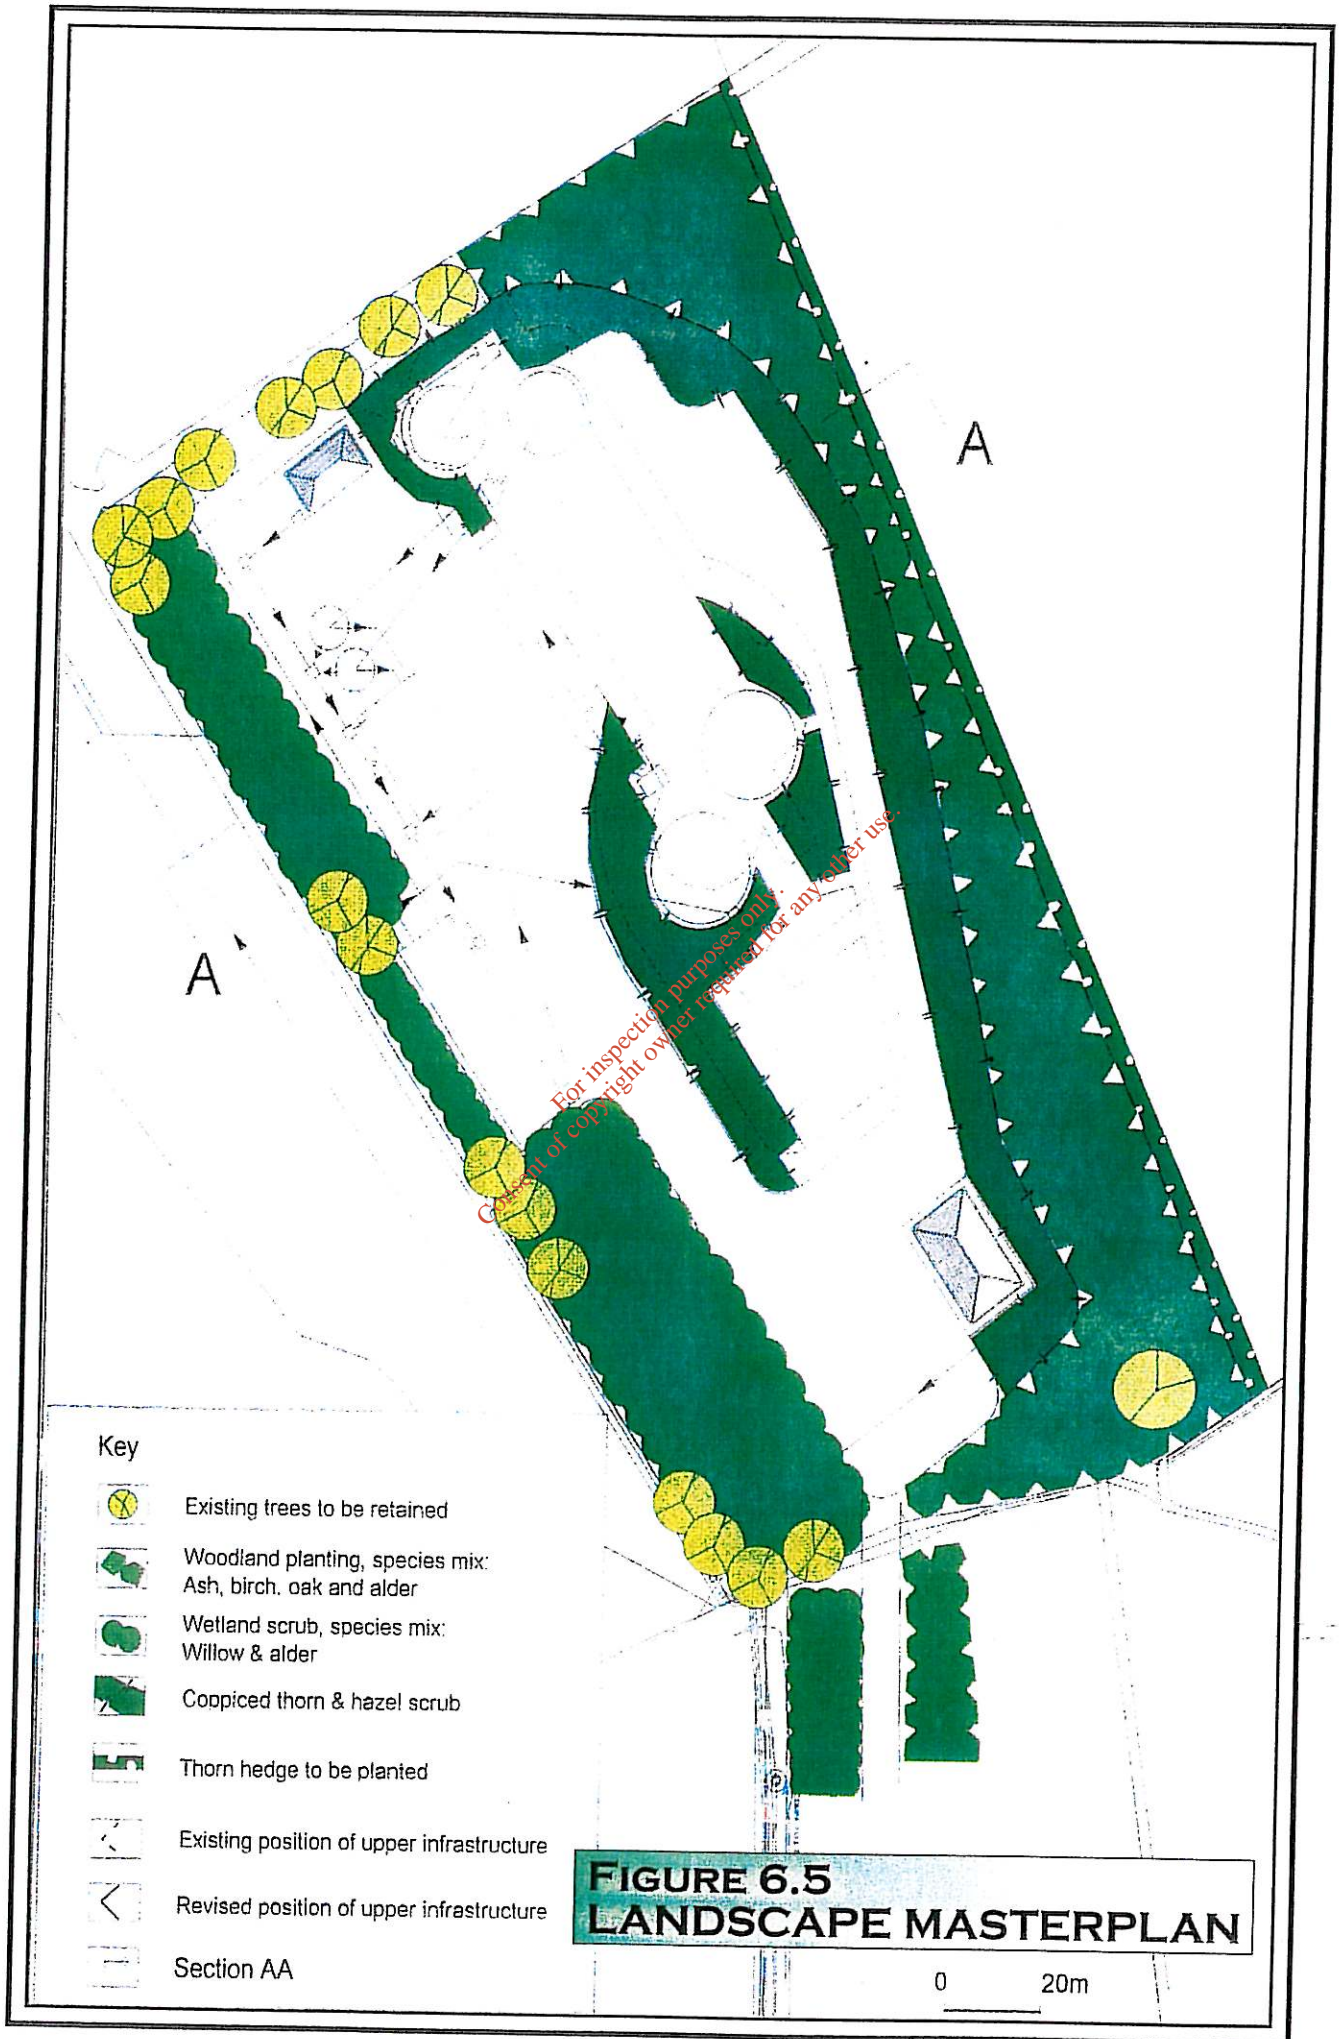 A
A
For inspection purposes only.
Consent of copyright owner required for any other use.
Key
Existing trees to be retained
Woodland planting, species mix:
Ash, birch. oak and alder
Wetland scrub, species mix:
Willow & alder
Coppiced thorn & hazel scrub
Thorn hedge to be planted
Existing position of upper infrastructure
Revised position of upper infrastructure
Section AA
FIGURE 6.5
LANDSCAPE MASTERPLAN
0 20m